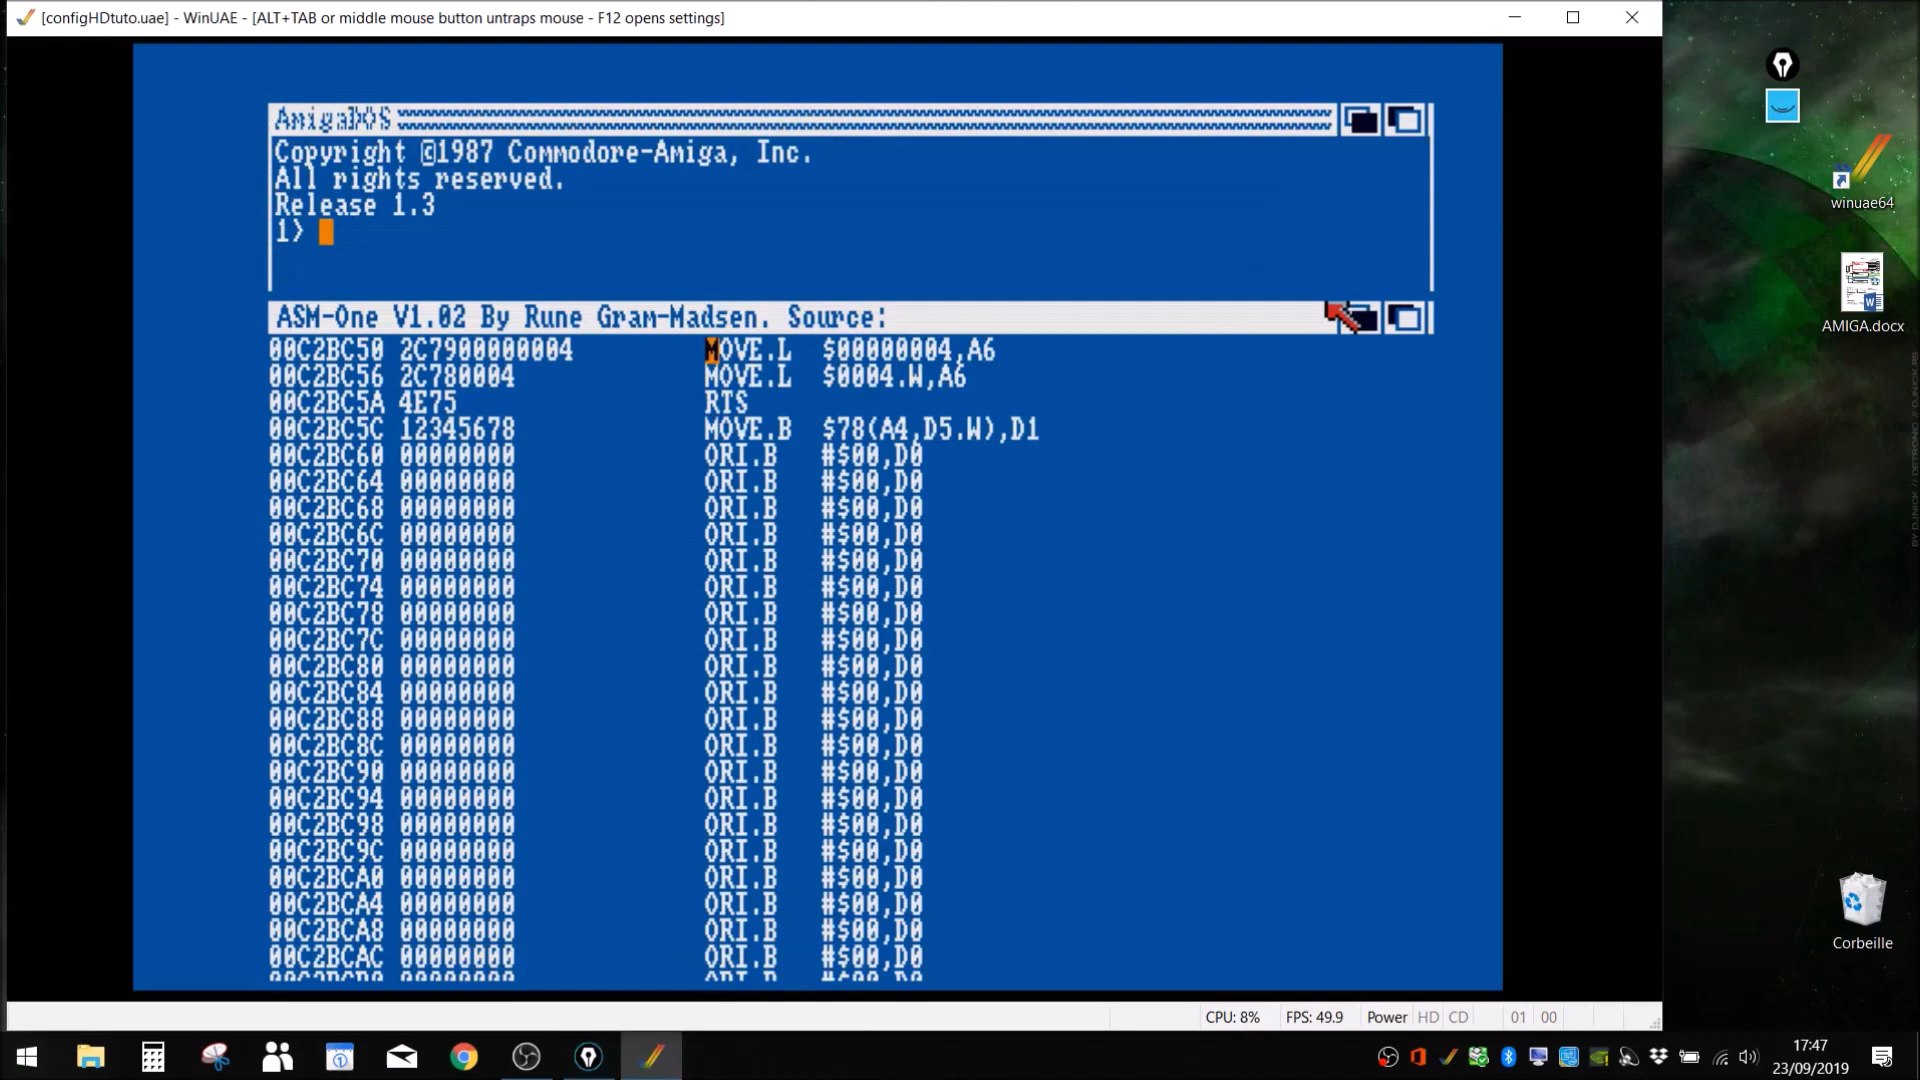 [configHDtuto.uae] - WinUAE - [ALT+TAB or middle mouse button untraps mouse - F12 opens settings]
AmigaDOS
Copyright ©1987 Commodore-Amiga, Inc.
All rights reserved.
Release 1.3
1>
ASM-One V1.02 By Rune Gram-Madsen. Source:
00C2BC50 2C7900000004 MOVE.L $00000004,A6
00C2BC56 2C780004 MOVE.L $0004.W,A6
00C2BC5A 4E75 RTS
00C2BC5C 12345678 MOVE.B $78(A4,D5.W),D1
00C2BC60 00000000 ORI.B #$00,D0
00C2BC64 00000000 ORI.B #$00,D0
00C2BC68 00000000 ORI.B #$00,D0
00C2BC6C 00000000 ORI.B #$00,D0
00C2BC70 00000000 ORI.B #$00,D0
00C2BC74 00000000 ORI.B #$00,D0
00C2BC78 00000000 ORI.B #$00,D0
00C2BC7C 00000000 ORI.B #$00,D0
00C2BC80 00000000 ORI.B #$00,D0
00C2BC84 00000000 ORI.B #$00,D0
00C2BC88 00000000 ORI.B #$00,D0
00C2BC8C 00000000 ORI.B #$00,D0
00C2BC90 00000000 ORI.B #$00,D0
00C2BC94 00000000 ORI.B #$00,D0
00C2BC98 00000000 ORI.B #$00,D0
00C2BC9C 00000000 ORI.B #$00,D0
00C2BCA0 00000000 ORI.B #$00,D0
00C2BCA4 00000000 ORI.B #$00,D0
00C2BCA8 00000000 ORI.B #$00,D0
00C2BCAC 00000000 ORI.B #$00,D0
CPU: 8% FPS: 49.9 Power HD CD 01 00
winuae64
AMIGA.docx
Corbeille
17:47
23/09/2019